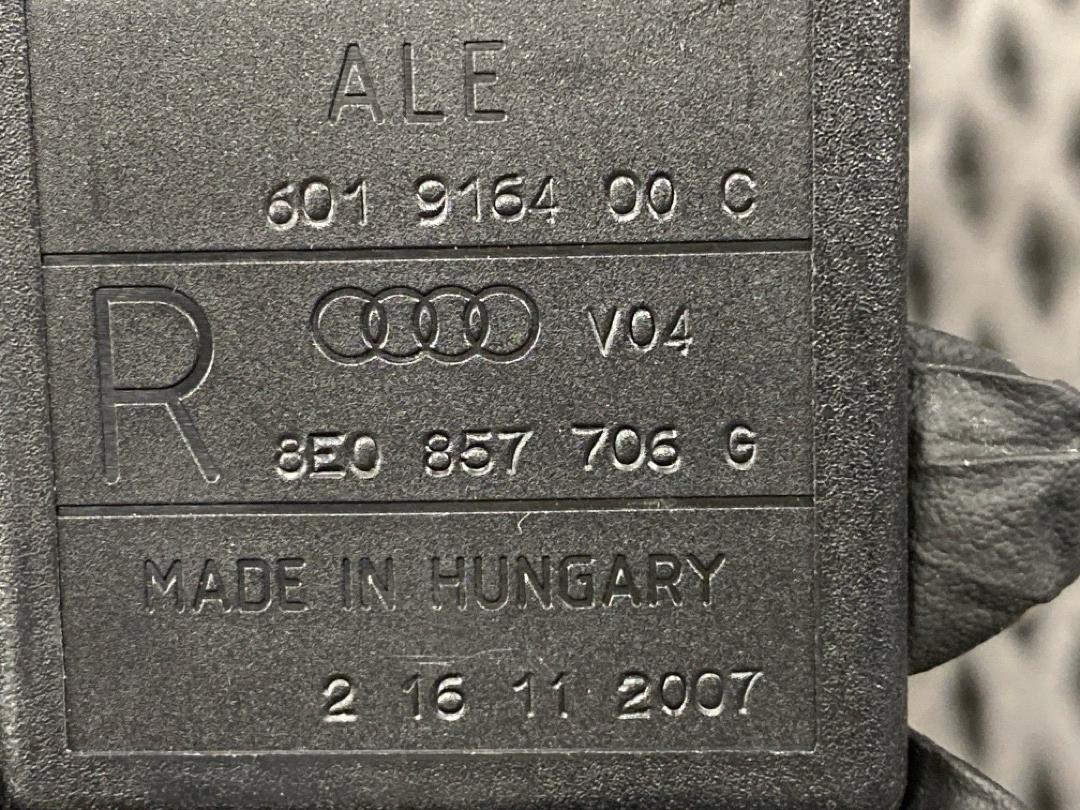 ALE
601 9164 00 C
R V04
8E0 857 706 G
MADE IN HUNGARY
2 16 11 2007